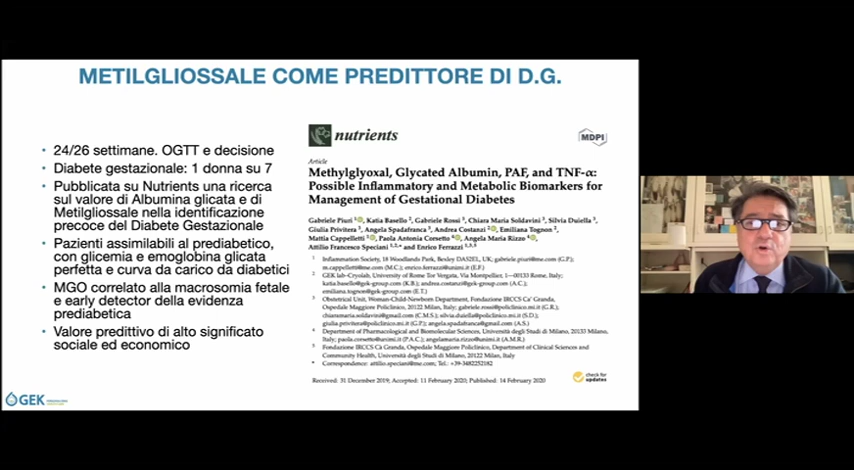 METILGLIOSSALE COME PREDITTORE DI D.G.
• 24/26 settimane. OGTT e decisione
• Diabete gestazionale: 1 donna su 7
• Pubblicata su Nutrients una ricerca
sul valore di Albumina glicata e di
Metilgliossale nella identificazione
precoce del Diabete Gestazionale
• Pazienti assimilabili al prediabetico,
con glicemia e emoglobina glicata
perfetta e curva da carico da diabetici
• MGO correlato alla macrosomia fetale
e early detector della evidenza
prediabetica
• Valore predittivo di alto significato
sociale ed economico
nutrients
MDPI
Article
Methylglyoxal, Glycated Albumin, PAF, and TNF-α:
Possible Inflammatory and Metabolic Biomarkers for
Management of Gestational Diabetes
Gabriele Piuri 1, Katia Basello 2, Gabriele Rossi 3, Chiara Maria Soldavini 3, Silvia Duiella 3,
Giulia Privitera 3, Angela Spadafranca 3, Andrea Costanzi 2, Emiliana Tognon 2,
Mattia Cappelletti 1, Paola Antonia Corsetto 4, Angela Maria Rizzo 4,
Attilio Francesco Speciani 1,2,* and Enrico Ferrazzi 1,3,5
1 Inflammation Society, 18 Woodlands Park, Bexley DA52EL, UK; gabriele.piuri@me.com (G.P.);
m.cappelletti@me.com (M.C.); enrico.ferrazzi@unimi.it (E.F.)
2 GEK lab–Cryolab, University of Rome Tor Vergata, Via Montpellier, 1—00133 Rome, Italy;
katia.basello@gek-group.com (K.B.); andrea.costanzi@gek-group.com (A.C.);
emiliana.tognon@gek-group.com (E.T.)
3 Obstetrical Unit, Woman-Child-Newborn Department, Fondazione IRCCS Ca' Granda,
Ospedale Maggiore Policlinico, 20122 Milan, Italy; gabriele.rossi@policlinico.mi.it (G.R.);
chiaramaria.soldavini@gmail.com (C.M.S.); silvia.duiella@policlinico.mi.it (S.D.);
giulia.privitera@policlinico.mi.it (G.P.); angela.spadafranca@gmail.com (A.S.)
4 Department of Pharmacological and Biomolecular Sciences, Università degli Studi di Milano, 20133 Milano,
Italy; paola.corsetto@unimi.it (P.A.C.); angelamaria.rizzo@unimi.it (A.M.R.)
5 Fondazione IRCCS Cà Granda, Ospedale Maggiore Policlinico, Department of Clinical Sciences and
Community Health, Università degli Studi di Milano, 20122 Milan, Italy
* Correspondence: attilio.speciani@me.com; Tel.: +39-3482252182
Received: 31 December 2019; Accepted: 11 February 2020; Published: 14 February 2020
check for
updates
GEK